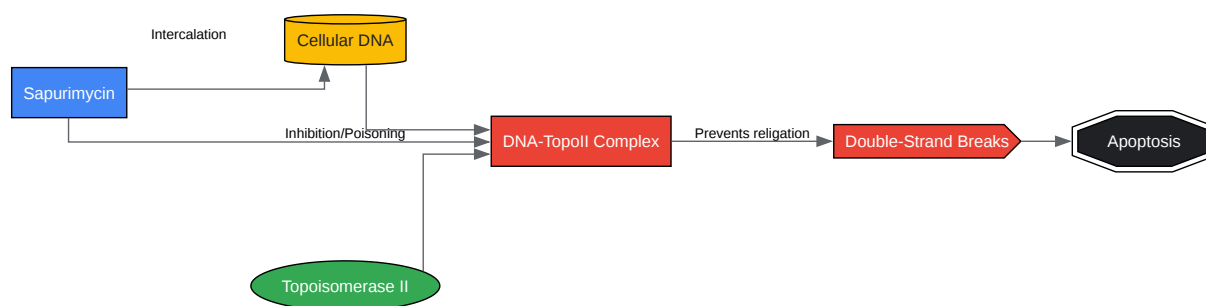 Intercalation
Cellular DNA
Sapurimycin
Inhibition/Poisoning
DNA-TopoII Complex
Prevents religation
Double-Strand Breaks
Apoptosis
Topoisomerase II